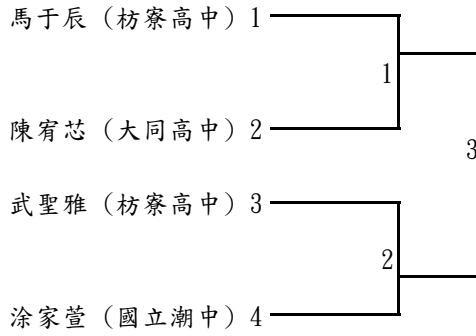 馬于辰（枋寮高中）1
1
陳宥芯（大同高中）2
3
武聖雅（枋寮高中）3
2
涂家萱（國立潮中）4